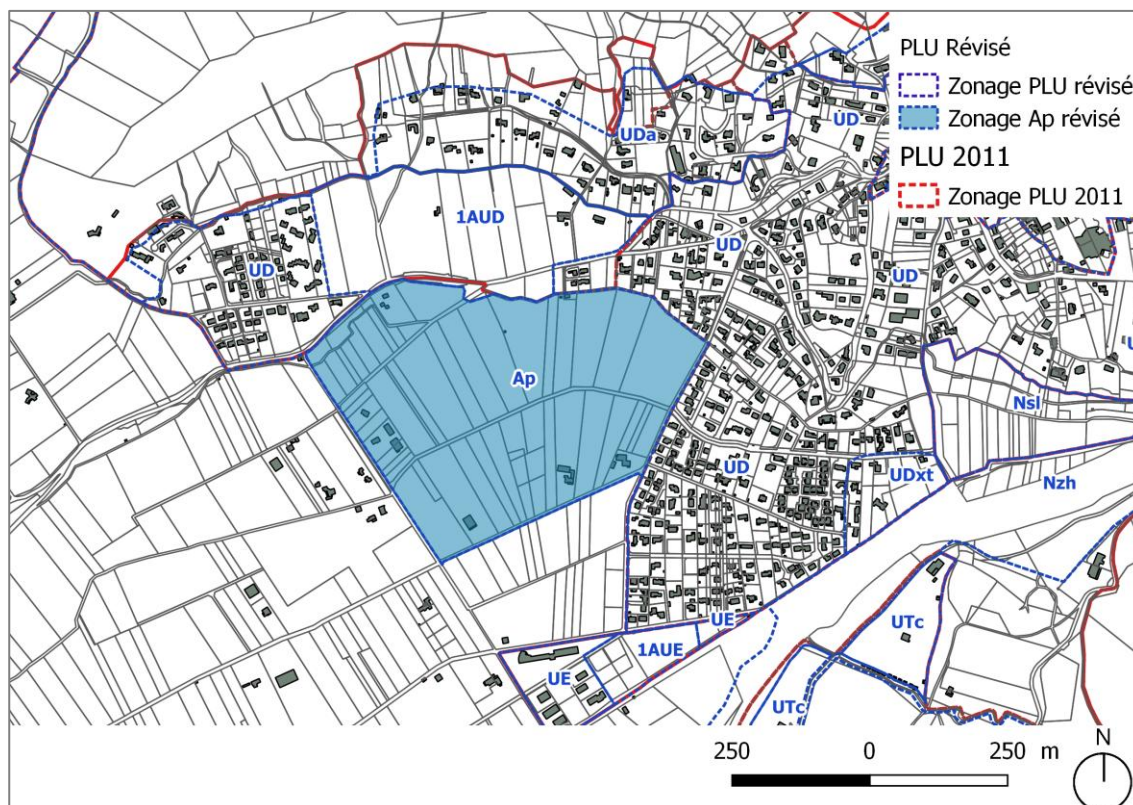 PLU Révisé
Zonage PLU révisé
Zonage Ap révisé
PLU 2011
Zonage PLU 2011
UDa
UD
1AUD
UD
UD
UD
Ap
Nsl
UD
UDxt
Nzh
UE
UTc
1AUE
UE
UTc
U
250 0 250 m
N